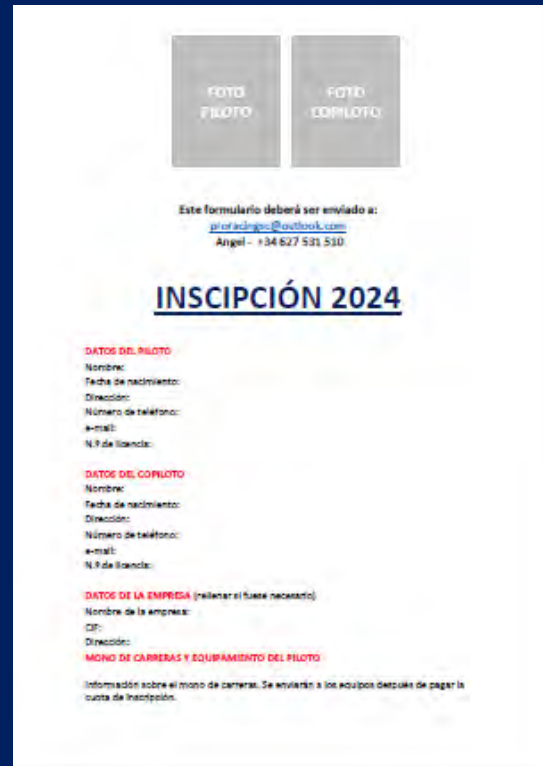 FOTO
PILOTO
FOTO
COPILOTO
Este formulario deberá ser enviado a:
proracingsc@outlook.com
Angel - +34 627 531 510
INSCIPCIÓN 2024
DATOS DEL PILOTO
Nombre:
Fecha de nacimiento:
Dirección:
Número de teléfono:
e-mail:
N.º de licencia:
DATOS DEL COPILOTO
Nombre:
Fecha de nacimiento:
Dirección:
Número de teléfono:
e-mail:
N.º de licencia:
DATOS DE LA EMPRESA (rellenar si fuese necesario)
Nombre de la empresa:
CIF:
Dirección:
MONO DE CARRERAS Y EQUIPAMIENTO DEL PILOTO
Información sobre el mono de carreras. Se enviarán a los equipos después de pagar la
cuota de inscripción.